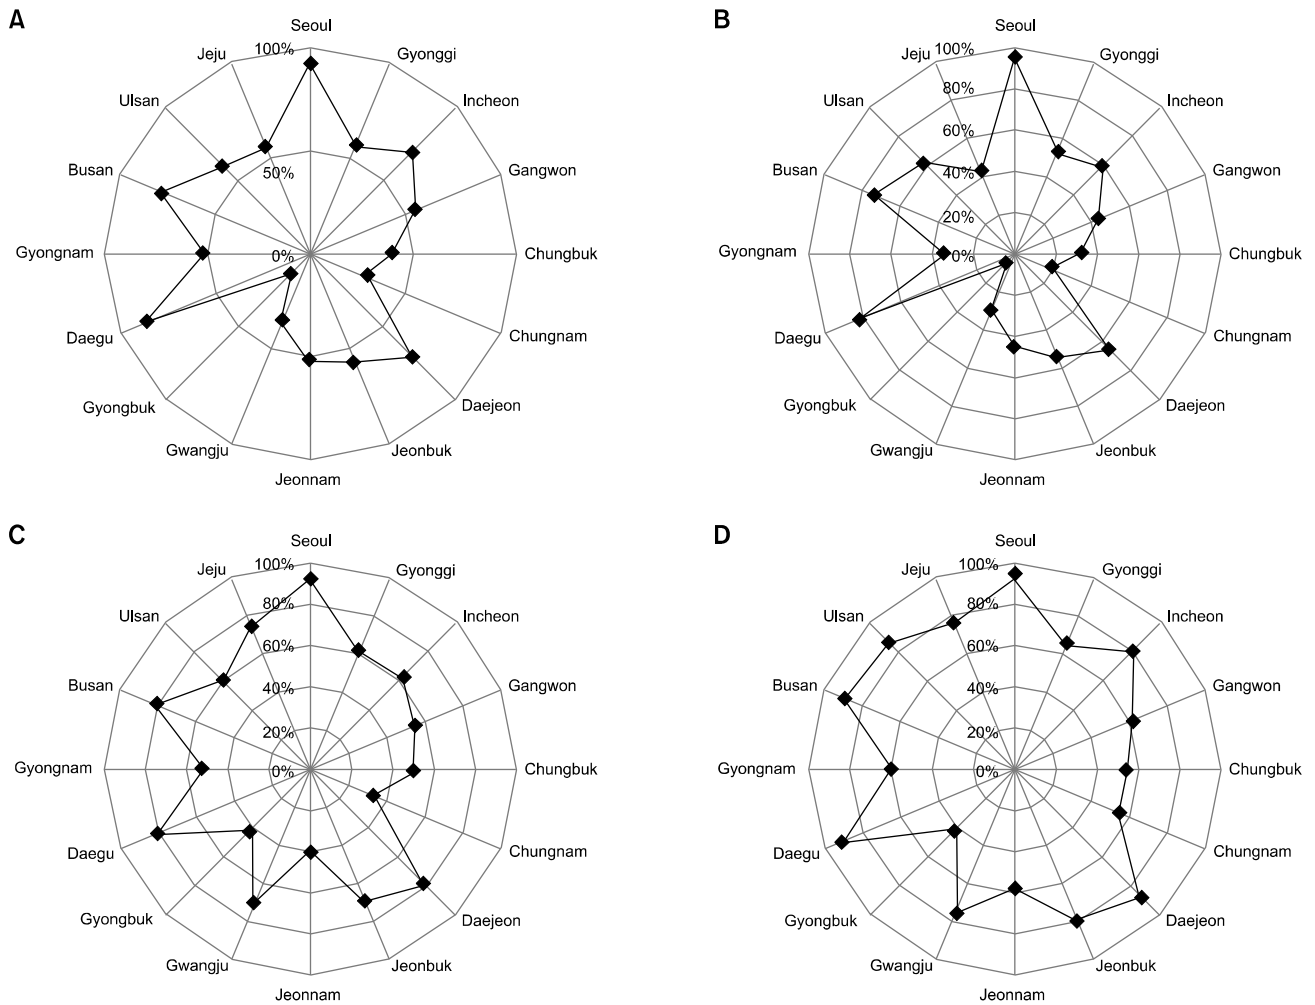 A
Seoul
Gyonggi
Incheon
Gangwon
Chungbuk
Chungnam
Daejeon
Jeonbuk
Jeonnam
Gwangju
Gyongbuk
Daegu
Gyongnam
Busan
Ulsan
Jeju
100%
50%
0%
B
Seoul
Gyonggi
Incheon
Gangwon
Chungbuk
Chungnam
Daejeon
Jeonbuk
Jeonnam
Gwangju
Gyongbuk
Daegu
Gyongnam
Busan
Ulsan
Jeju
100%
80%
60%
40%
20%
0%
C
Seoul
Gyonggi
Incheon
Gangwon
Chungbuk
Chungnam
Daejeon
Jeonbuk
Jeonnam
Gwangju
Gyongbuk
Daegu
Gyongnam
Busan
Ulsan
Jeju
100%
80%
60%
40%
20%
0%
D
Seoul
Gyonggi
Incheon
Gangwon
Chungbuk
Chungnam
Daejeon
Jeonbuk
Jeonnam
Gwangju
Gyongbuk
Daegu
Gyongnam
Busan
Ulsan
Jeju
100%
80%
60%
40%
20%
0%